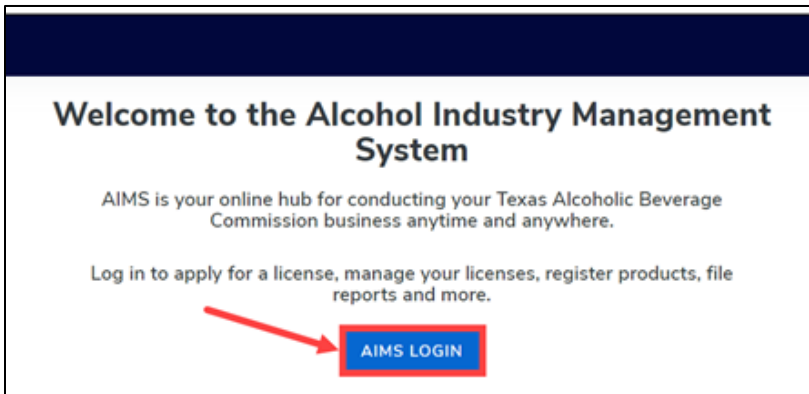 Welcome to the Alcohol Industry Management
System
AIMS is your online hub for conducting your Texas Alcoholic Beverage
Commission business anytime and anywhere.
Log in to apply for a license, manage your licenses, register products, file
reports and more.
AIMS LOGIN